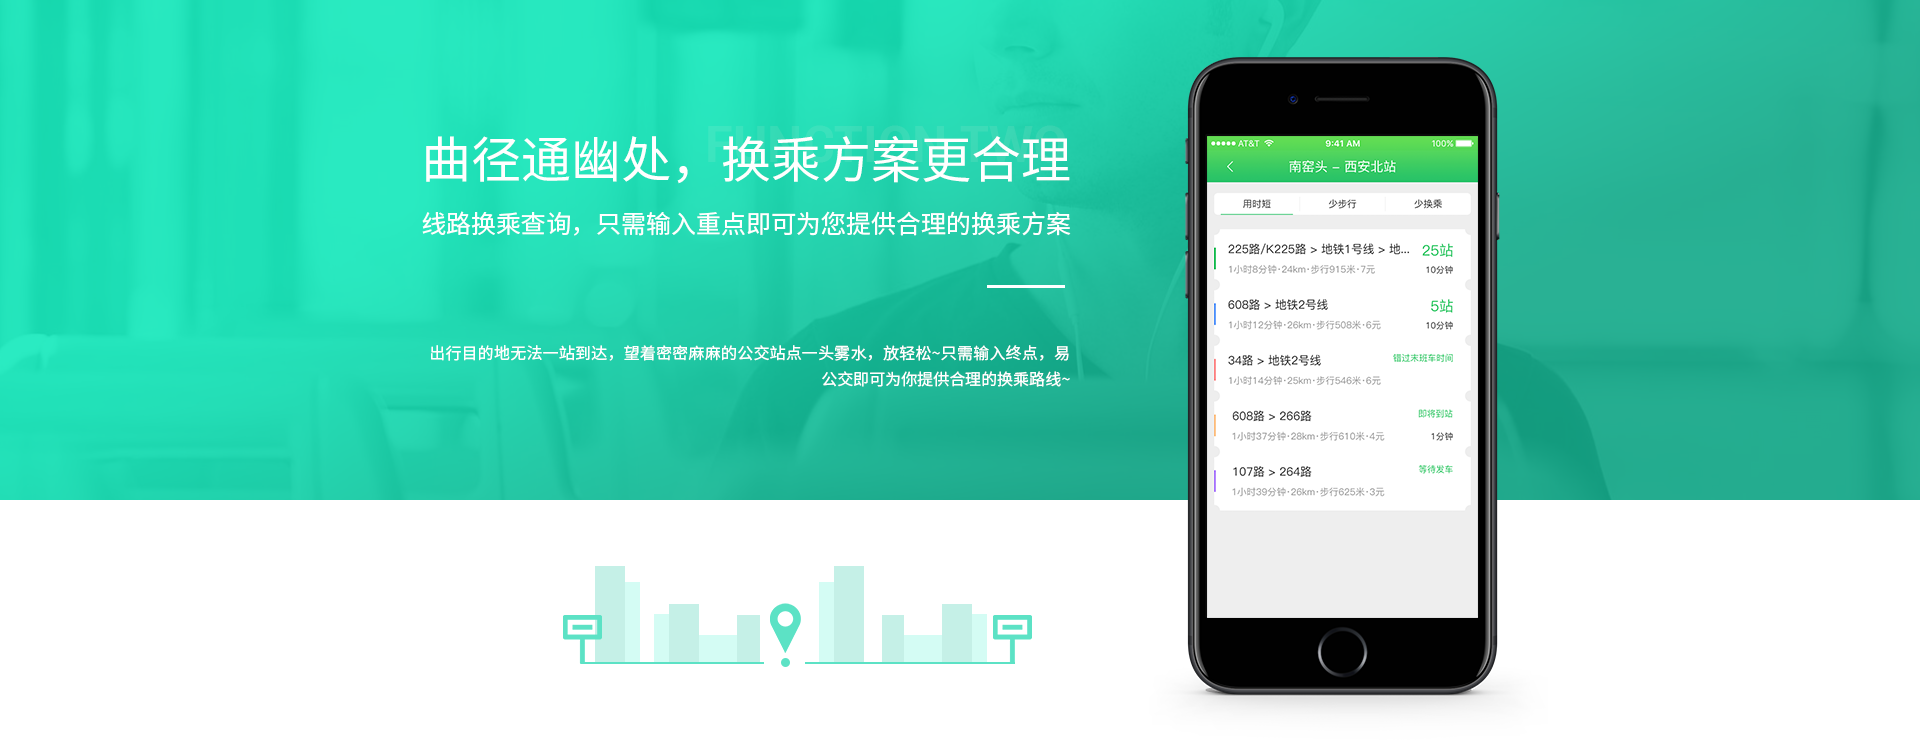 FUNCTION TWO
曲径通幽处，换乘方案更合理
线路换乘查询，只需输入重点即可为您提供合理的换乘方案
出行目的地无法一站到达，望着密密麻麻的公交站点一头雾水，放轻松~只需输入终点，易
公交即可为你提供合理的换乘路线~
AT&T 9:41 AM 100%
南窑头 – 西安北站
用时短 少步行 少换乘
225路/K225路 > 地铁1号线 > 地... 25站
1小时8分钟·24km·步行915米·7元 10分钟
608路 > 地铁2号线 5站
1小时12分钟·26km·步行508米·6元 10分钟
34路 > 地铁2号线 错过末班车时间
1小时14分钟·25km·步行546米·6元
608路 > 266路 即将到站
1小时37分钟·28km·步行610米·4元 1分钟
107路 > 264路 等待发车
1小时39分钟·26km·步行625米·3元